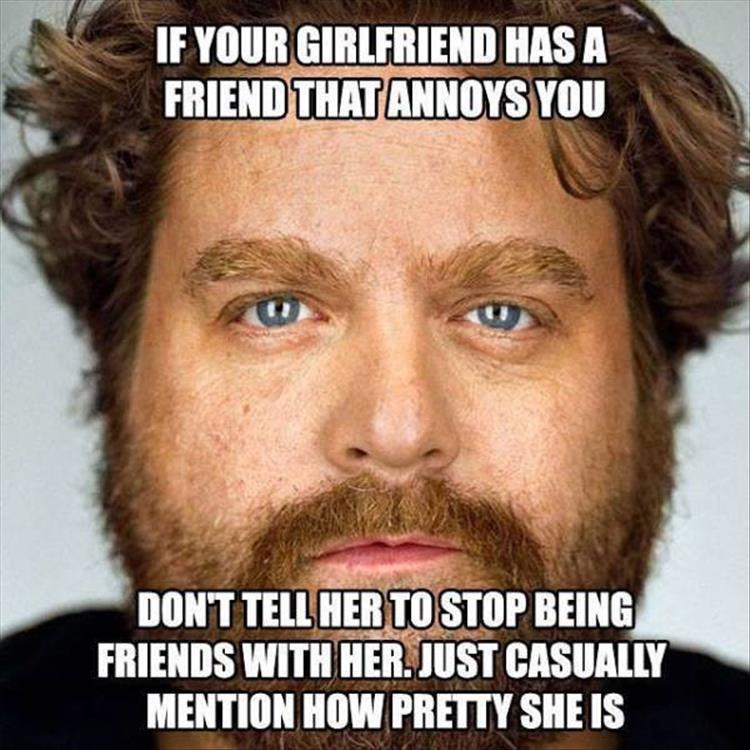 IF YOUR GIRLFRIEND HAS A
FRIEND THAT ANNOYS YOU
DON'T TELL HER TO STOP BEING
FRIENDS WITH HER. JUST CASUALLY
MENTION HOW PRETTY SHE IS